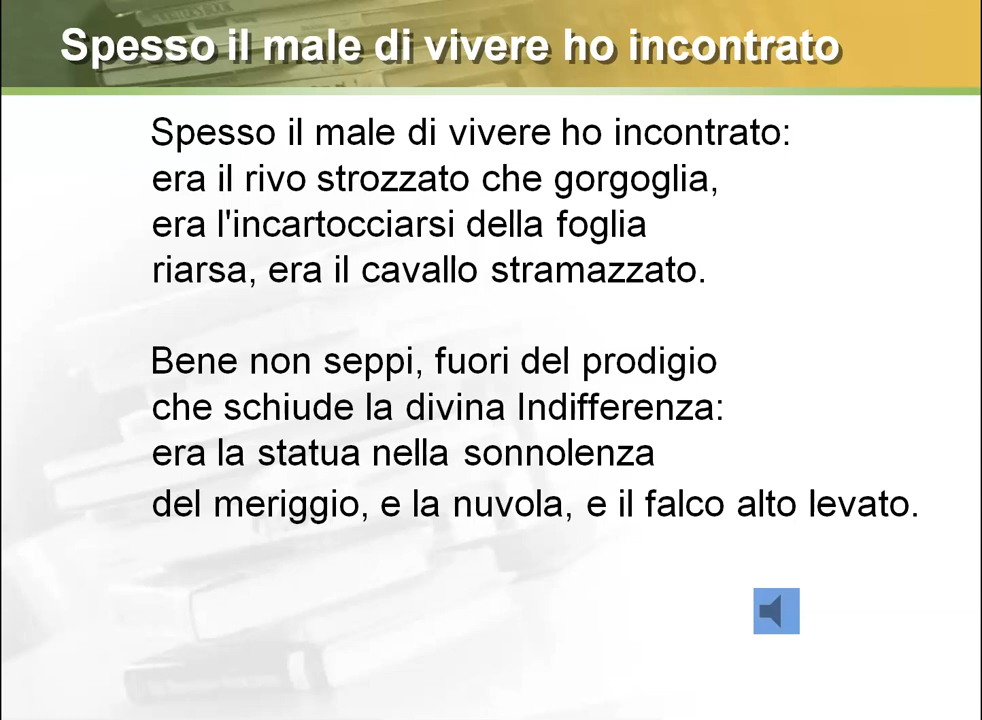 Spesso il male di vivere ho incontrato
Spesso il male di vivere ho incontrato:
era il rivo strozzato che gorgoglia,
era l'incartocciarsi della foglia
riarsa, era il cavallo stramazzato.
Bene non seppi, fuori del prodigio
che schiude la divina Indifferenza:
era la statua nella sonnolenza
del meriggio, e la nuvola, e il falco alto levato.